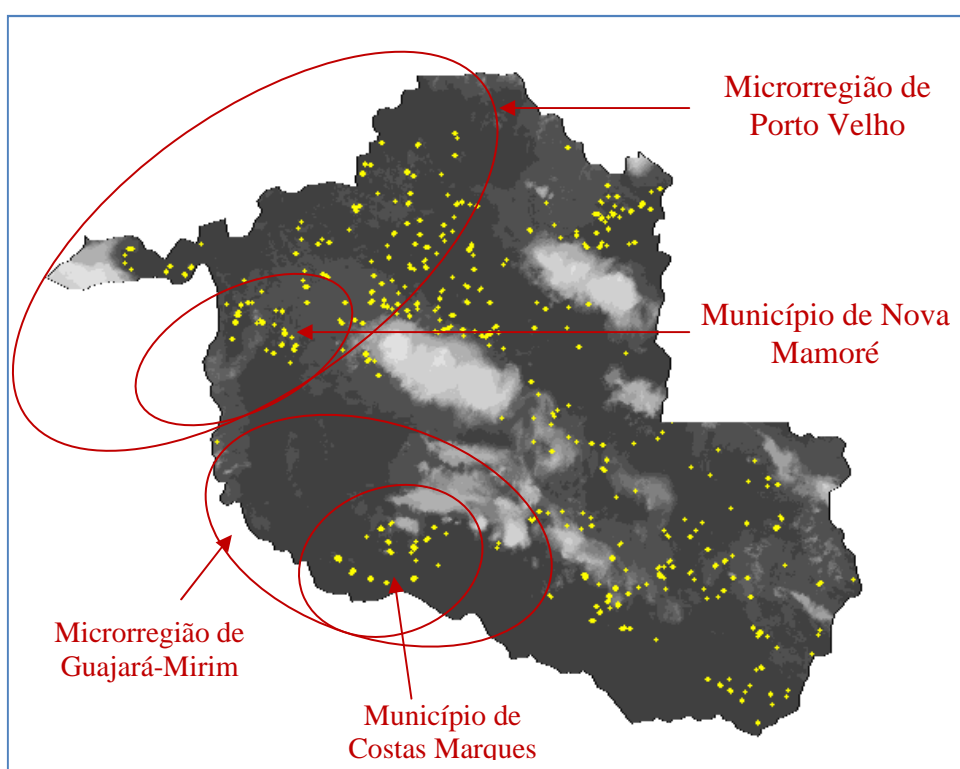 Microrregião de
Porto Velho
Município de Nova
Mamoré
Microrregião de
Guajará-Mirim
Município de
Costas Marques